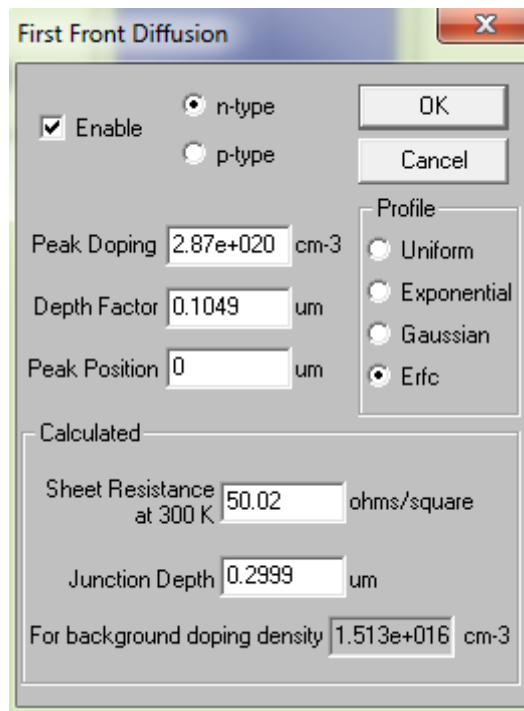 First Front Diffusion
x
Enable
n-type
p-type
OK
Cancel
Peak Doping 2.87e+020 cm-3
Depth Factor 0.1049 um
Peak Position 0 um
Profile
Uniform
Exponential
Gaussian
Erfc
Calculated
Sheet Resistance
at 300 K 50.02 ohms/square
Junction Depth 0.2999 um
For background doping density 1.513e+016 cm-3